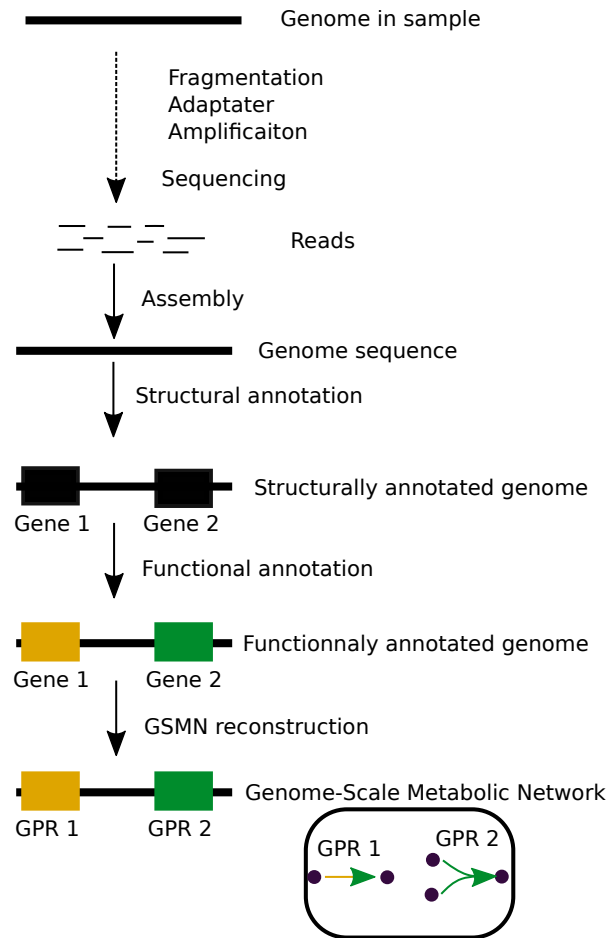 Genome in sample
Fragmentation
Adaptater
Amplificaiton
Sequencing
Reads
Assembly
Genome sequence
Structural annotation
Structurally annotated genome
Gene 1 Gene 2
Functional annotation
Functionnaly annotated genome
Gene 1 Gene 2
GSMN reconstruction
Genome-Scale Metabolic Network
GPR 1 GPR 2
GPR 1 GPR 2